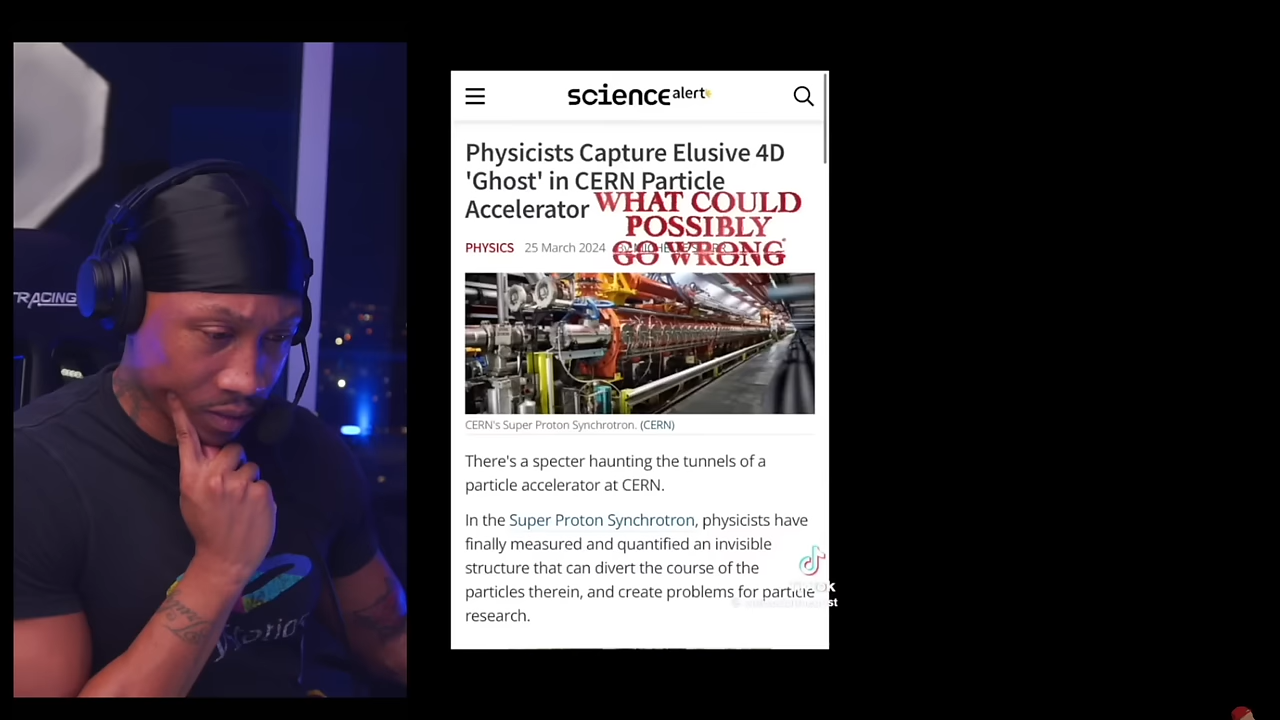 RACING
science alert
Physicists Capture Elusive 4D
'Ghost' in CERN Particle
Accelerator
WHAT COULD
POSSIBLY
GO WRONG
PHYSICS 25 March 2024
CERN's Super Proton Synchrotron. (CERN)
There's a specter haunting the tunnels of a
particle accelerator at CERN.
In the Super Proton Synchrotron, physicists have
finally measured and quantified an invisible
structure that can divert the course of the
particles therein, and create problems for particle
research.